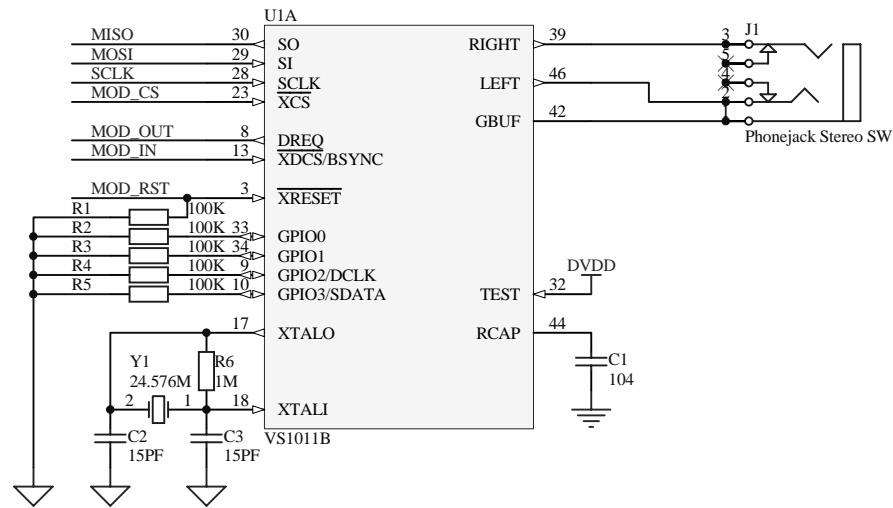 U1A
MISO 30 SO RIGHT 39 3 J1
MOSI 29 SI 5
SCLK 28 SCLK LEFT 46 4
MOD_CS 23 XCS 2
GBUF 42 1
MOD_OUT 8 DREQ
MOD_IN 13 XDCS/BSYNC
Phonejack Stereo SW
MOD_RST 3 XRESET
R1 100K
R2 100K 33 GPIO0
R3 100K 34 GPIO1
R4 100K 9 GPIO2/DCLK
R5 100K 10 GPIO3/SDATA
DVDD
TEST 32
17 XTALO RCAP 44
Y1 R6 C1
24.576M 1M 104
2 1 18 XTALI
C2 C3 VS1011B
15PF 15PF